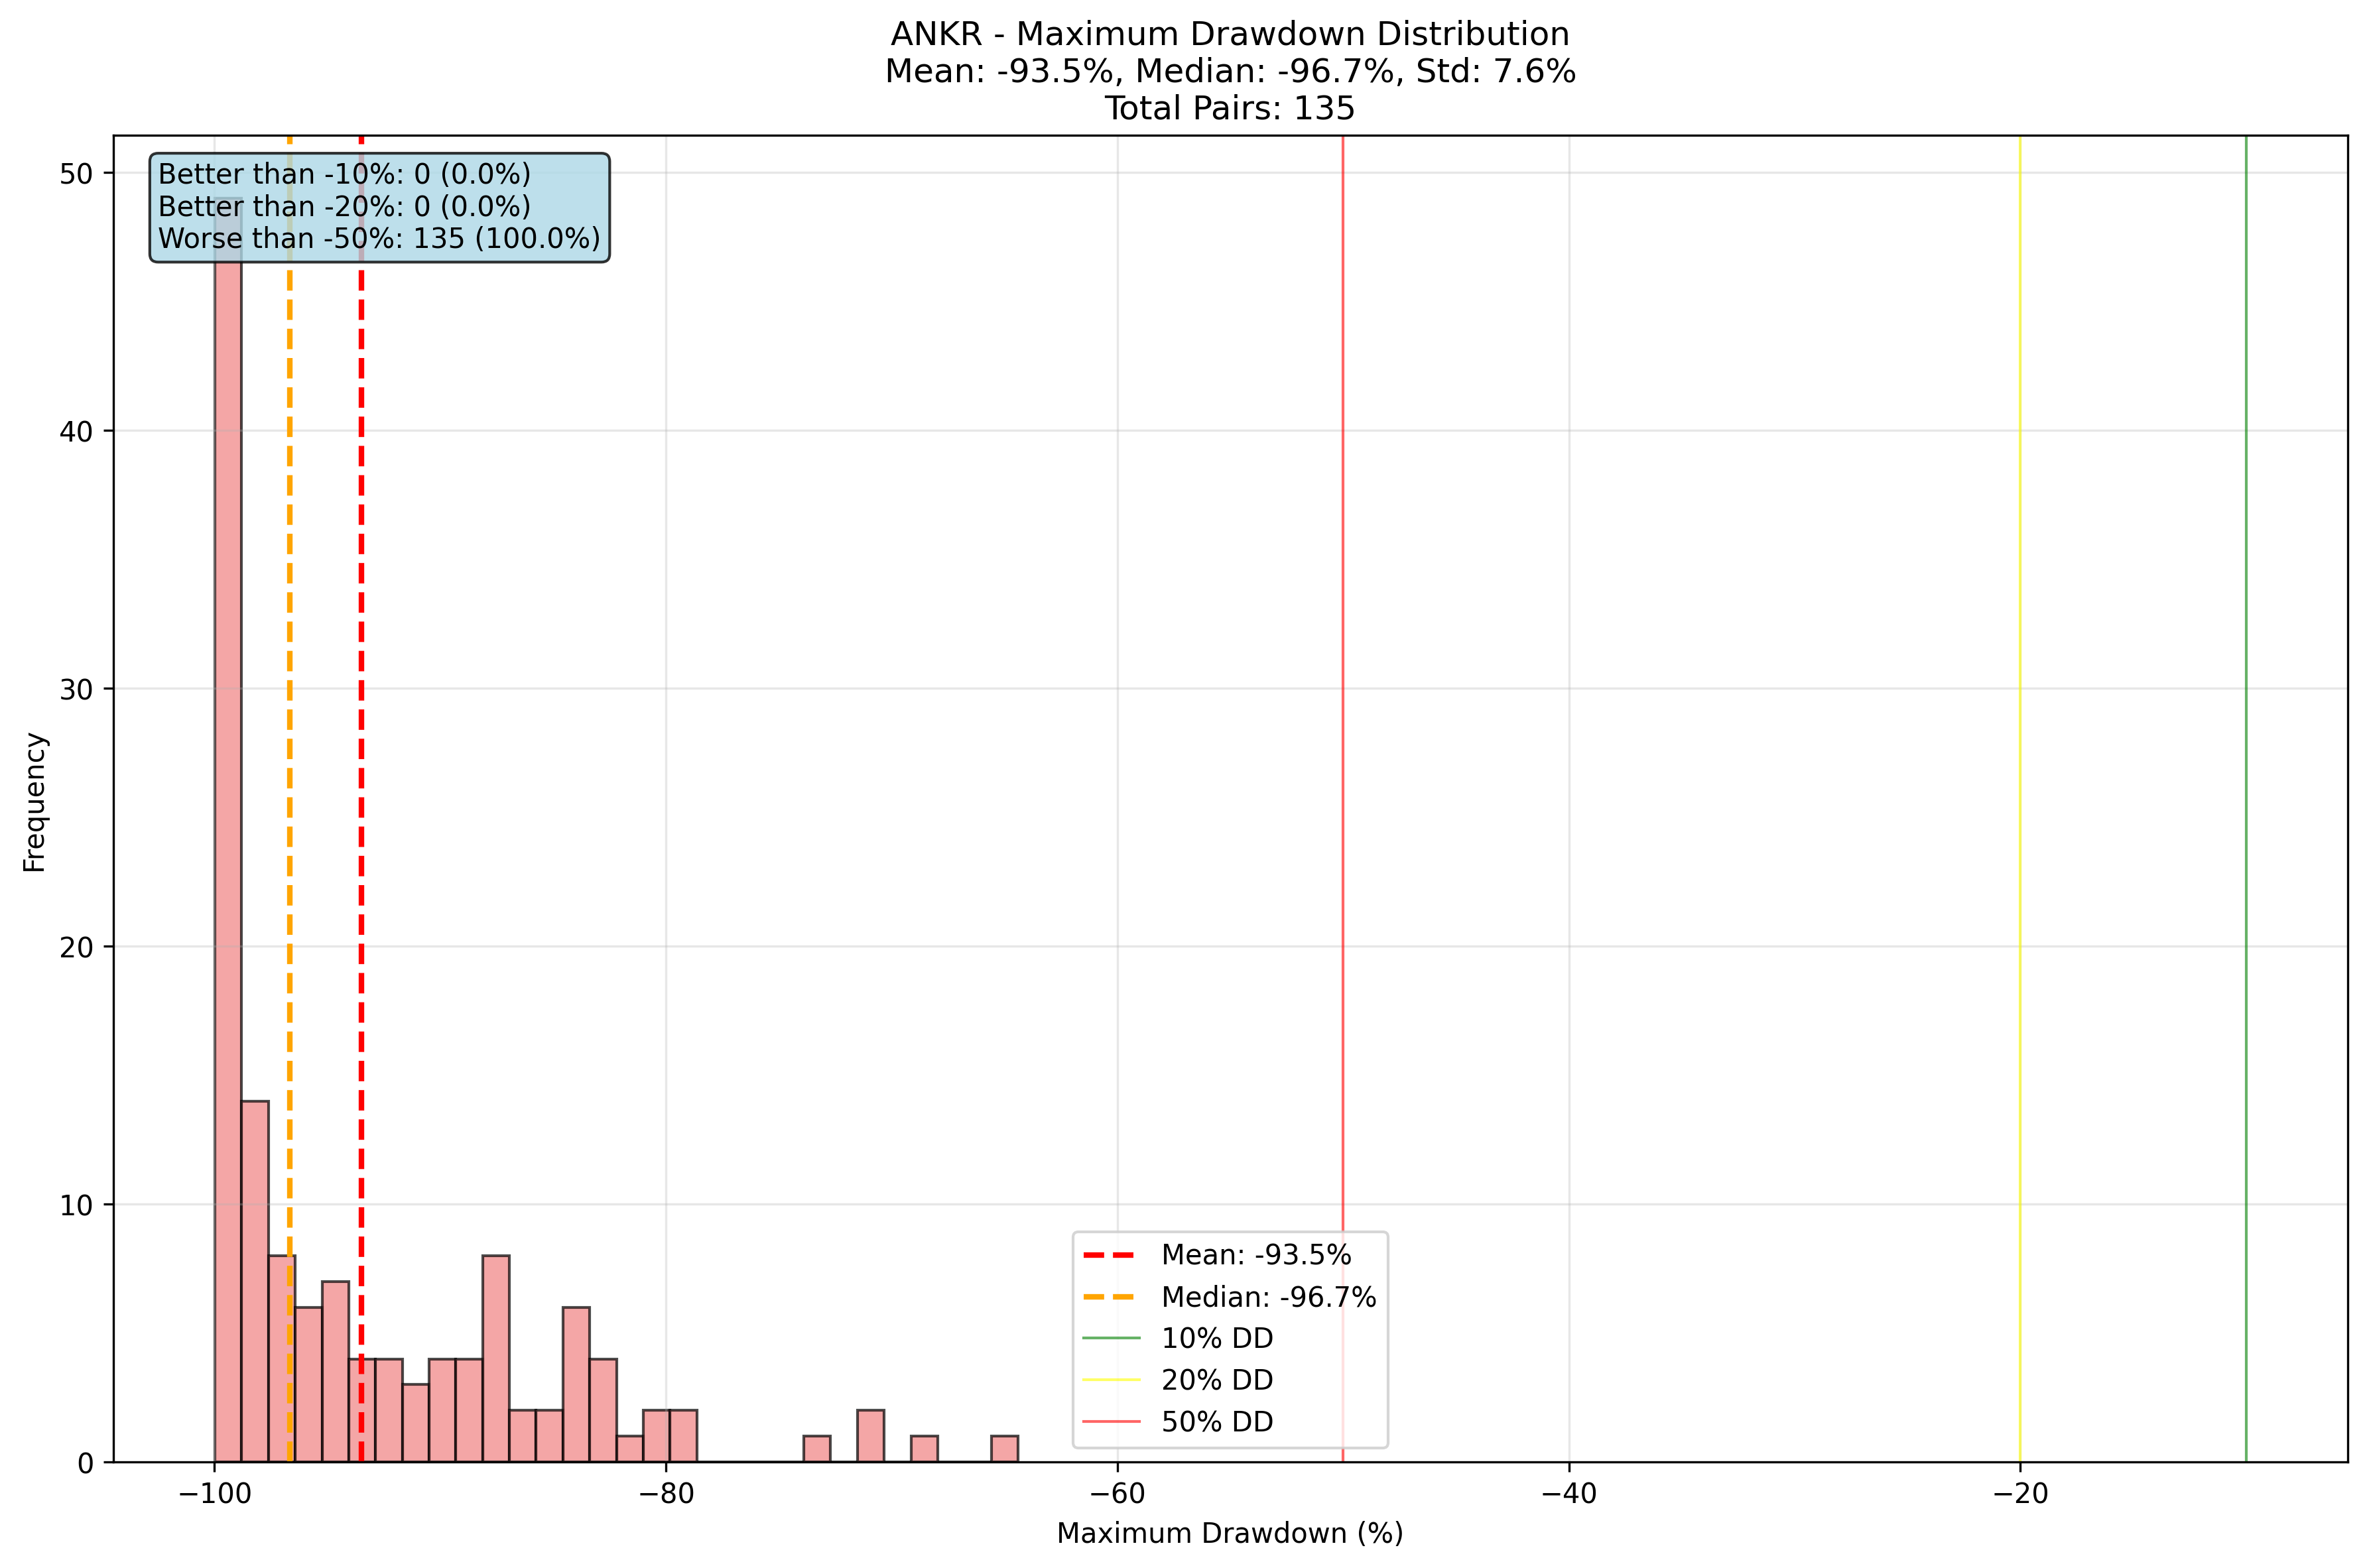 ANKR - Maximum Drawdown Distribution
Mean: -93.5%, Median: -96.7%, Std: 7.6%
Total Pairs: 135
Better than -10%: 0 (0.0%)
Better than -20%: 0 (0.0%)
Worse than -50%: 135 (100.0%)
50
40
30
20
10
0
Frequency
Mean: -93.5%
Median: -96.7%
10% DD
20% DD
50% DD
−100
−80
−60
−40
−20
Maximum Drawdown (%)